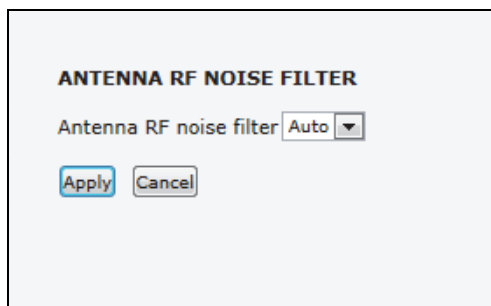 ANTENNA RF NOISE FILTER
Antenna RF noise filter Auto
Apply Cancel